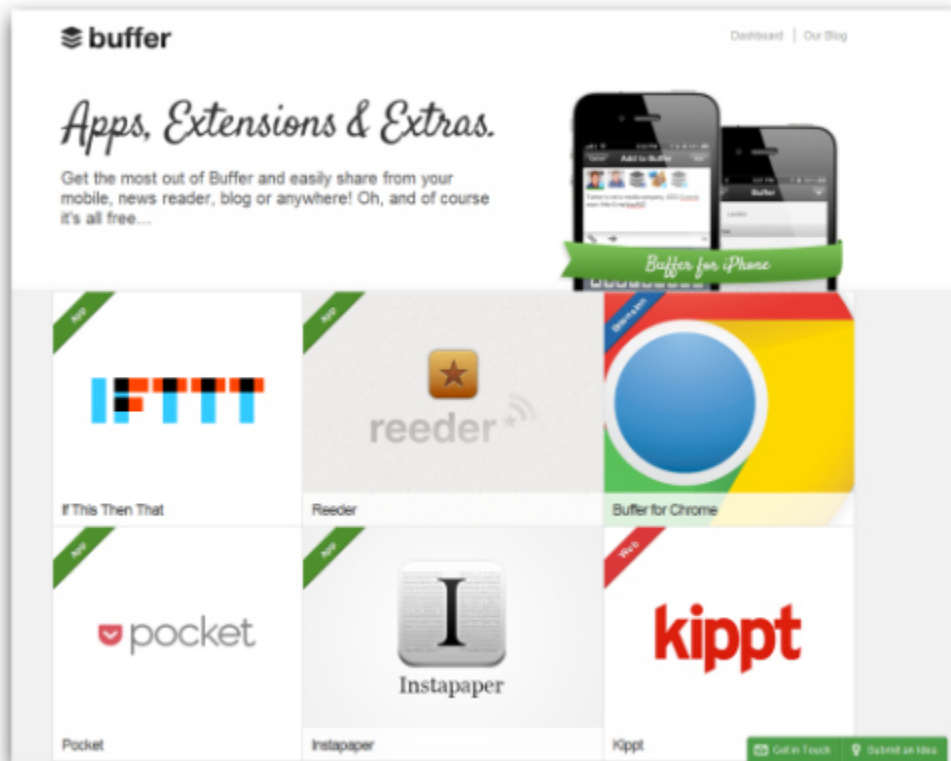 buffer
Dashboard | Our Blog
Apps, Extensions & Extras.
Get the most out of Buffer and easily share from your
mobile, news reader, blog or anywhere! Oh, and of course
it's all free...
Add to Buffer
Buffer
Buffer for iPhone
App
App
IFTTT
reeder
If This Then That
Reeder
Buffer for Chrome
App
App
Web
pocket
I
Instapaper
kippt
Pocket
Instapaper
Kippt
Get in Touch
Submit an Idea